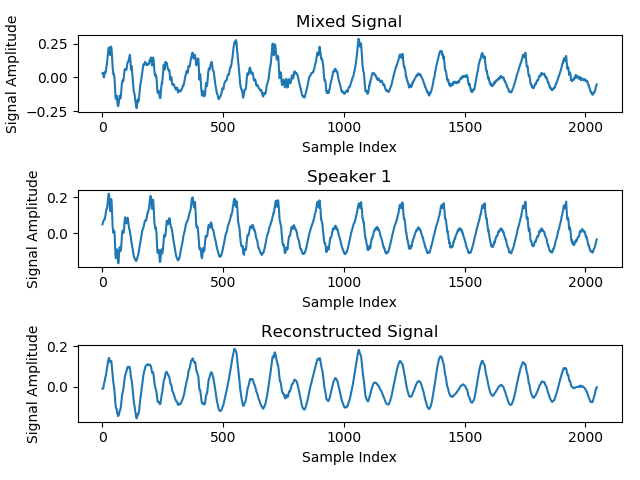 Mixed Signal
Signal Amplitude
0.25
0.00
−0.25
0
500
1000
1500
2000
Sample Index
Speaker 1
Signal Amplitude
0.2
0.0
0
500
1000
1500
2000
Sample Index
Reconstructed Signal
Signal Amplitude
0.2
0.0
0
500
1000
1500
2000
Sample Index